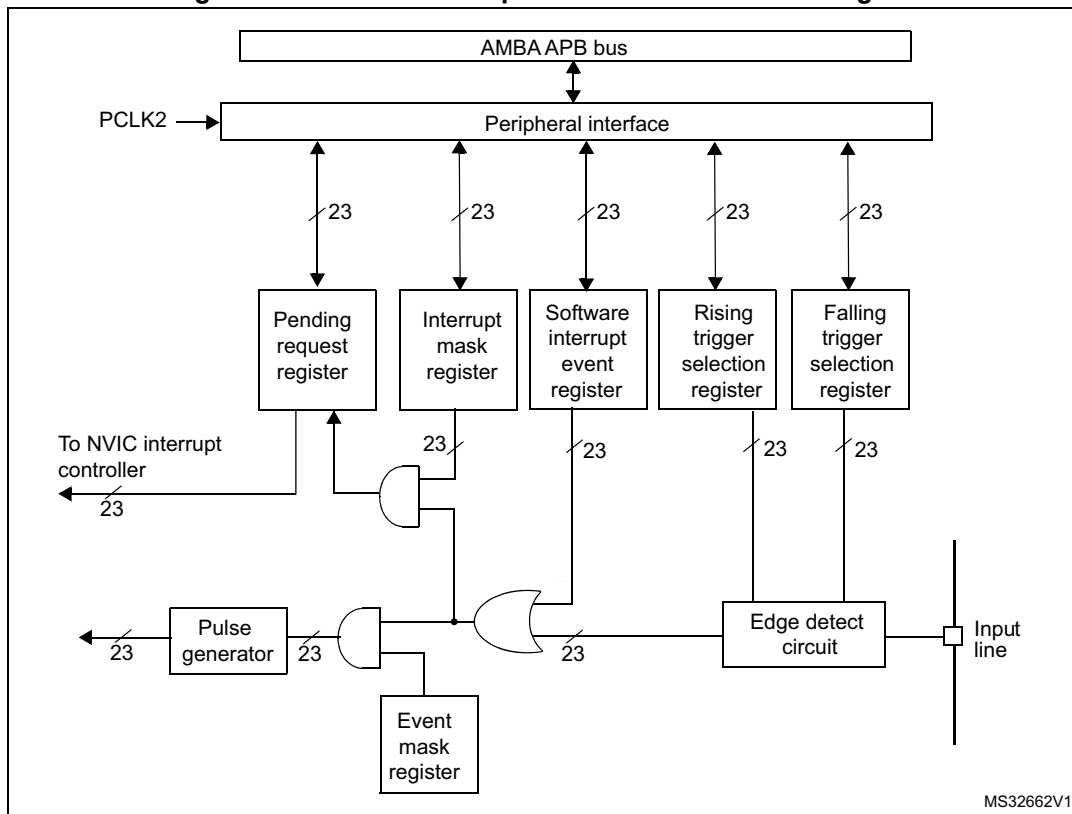 AMBA APB bus
PCLK2
Peripheral interface
23
23
23
23
23
Pending
request
register
Interrupt
mask
register
Software
interrupt
event
register
Rising
trigger
selection
register
Falling
trigger
selection
register
To NVIC interrupt
controller
23
23
23
23
23
Pulse
generator
23
23
23
Edge detect
circuit
Input
line
Event
mask
register
MS32662V1